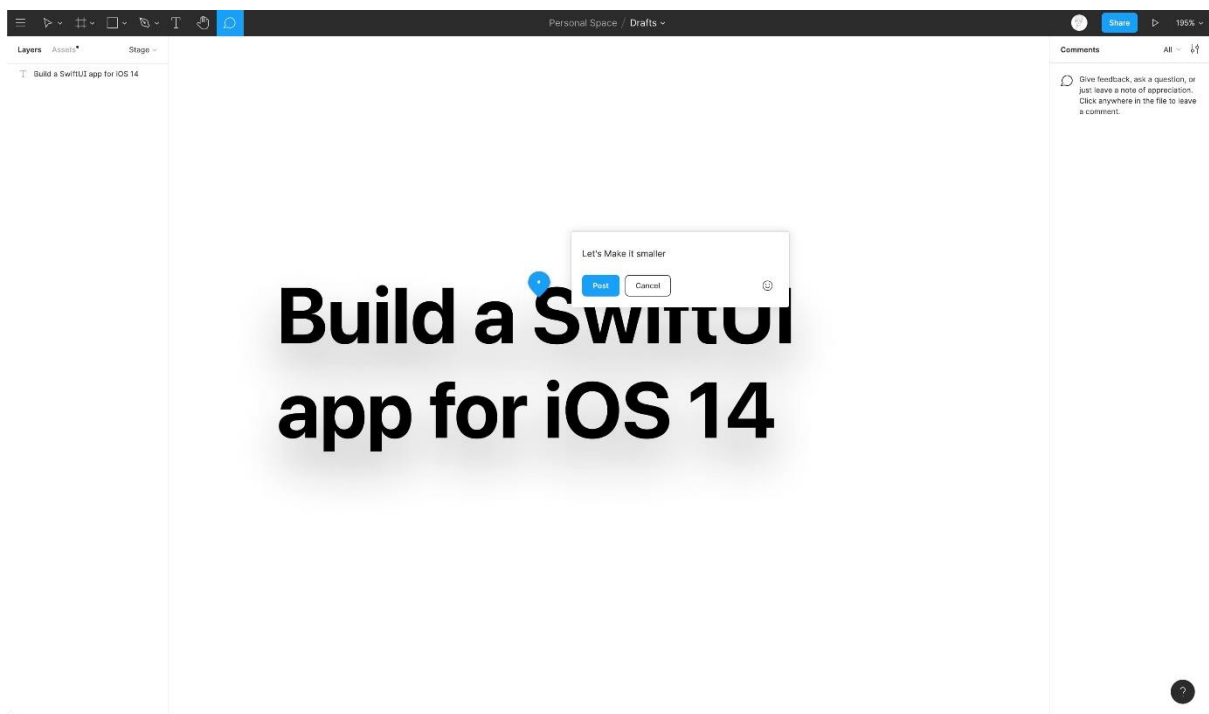 Personal Space / Drafts
Share
195%
Layers Assets Stage
Build a SwiftUI app for iOS 14
Comments All
Give feedback, ask a question, or
just leave a note of appreciation.
Click anywhere in the file to leave
a comment.
Let's Make it smaller
Post Cancel
Build a SwiftUI
app for iOS 14
?